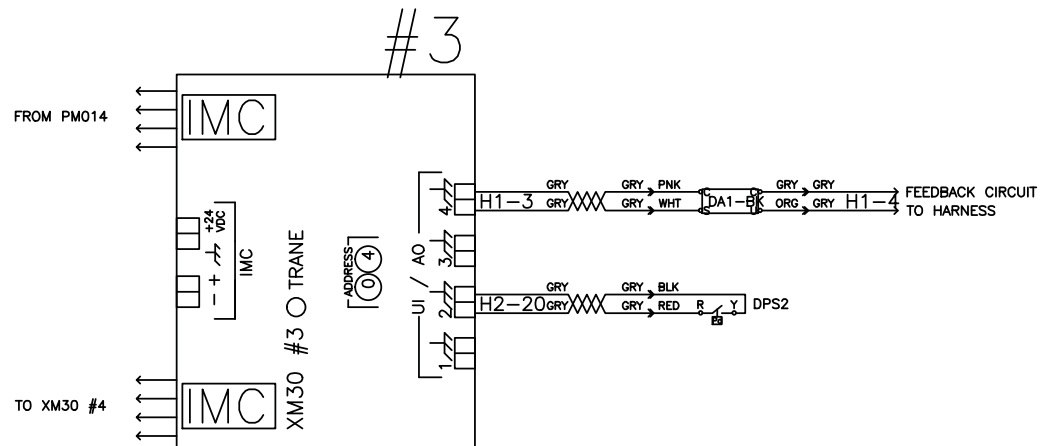 #3
FROM PM014
IMC
+24 VDC
- +
IMC
XM30 #3 TRANE
ADDRESS
0 4
UI / AO
4
3
2
1
H1-3
GRY
GRY
GRY PNK
GRY WHT
C C
S
DA1-BK
GRY GRY
ORG GRY
H1-4
FEEDBACK CIRCUIT
TO HARNESS
H2-20
GRY
GRY
GRY BLK
GRY RED
R Y
Pd
DPS2
TO XM30 #4
IMC